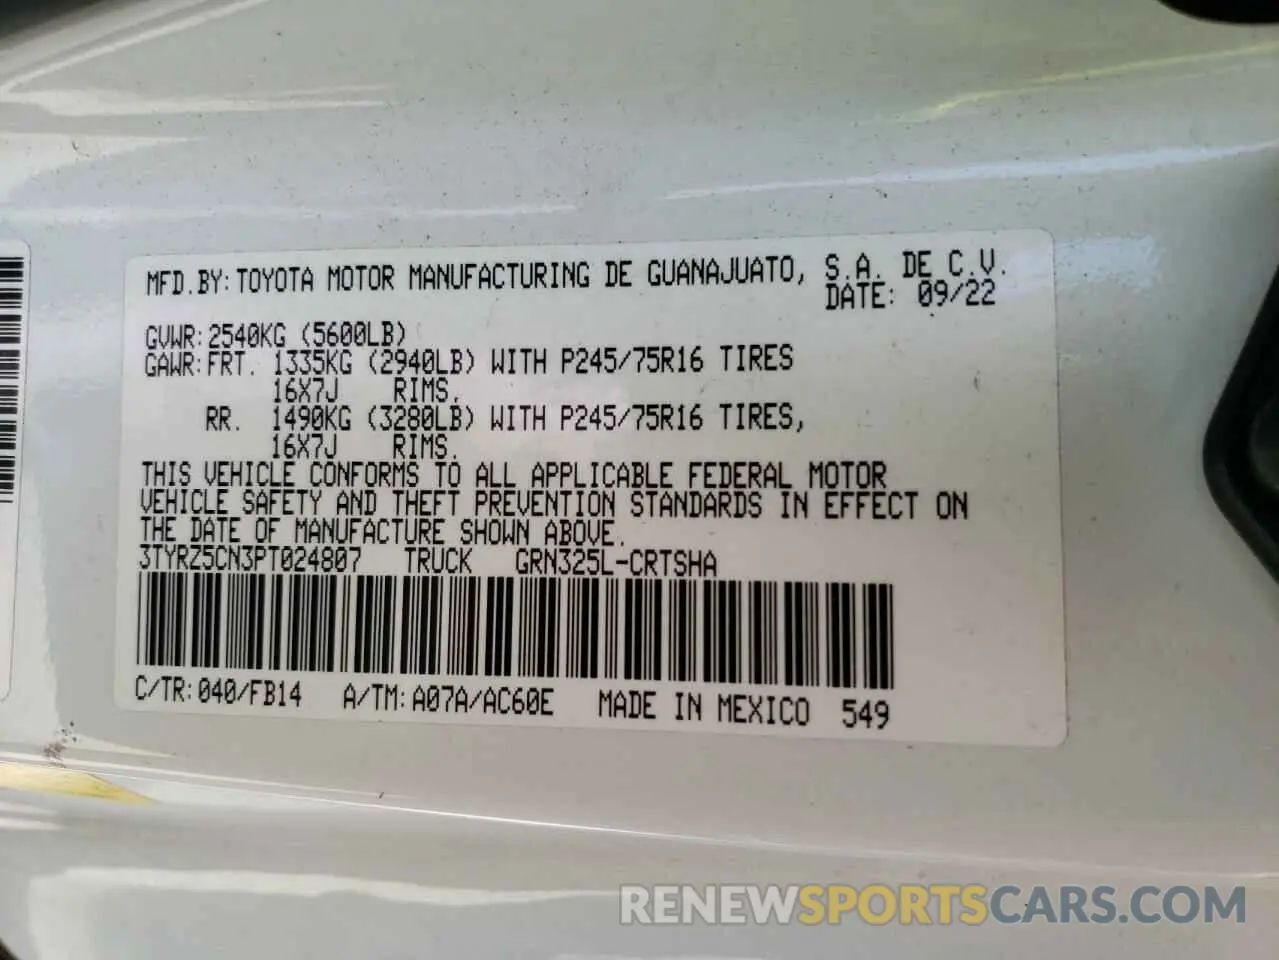 MFD.BY:TOYOTA MOTOR MANUFACTURING DE GUANAJUATO, S.A. DE C.V.
DATE: 09/22
GVWR:2540KG (5600LB)
GAWR:FRT. 1335KG (2940LB) WITH P245/75R16 TIRES
16X7J RIMS,
RR. 1490KG (3280LB) WITH P245/75R16 TIRES,
16X7J RIMS.
THIS VEHICLE CONFORMS TO ALL APPLICABLE FEDERAL MOTOR
VEHICLE SAFETY AND THEFT PREVENTION STANDARDS IN EFFECT ON
THE DATE OF MANUFACTURE SHOWN ABOVE.
3TYRZ5CN3PT024807 TRUCK GRN325L-CRTSHA
C/TR:040/FB14 A/TM:A07A/AC60E MADE IN MEXICO 549
RENEWSPORTSCARS.COM